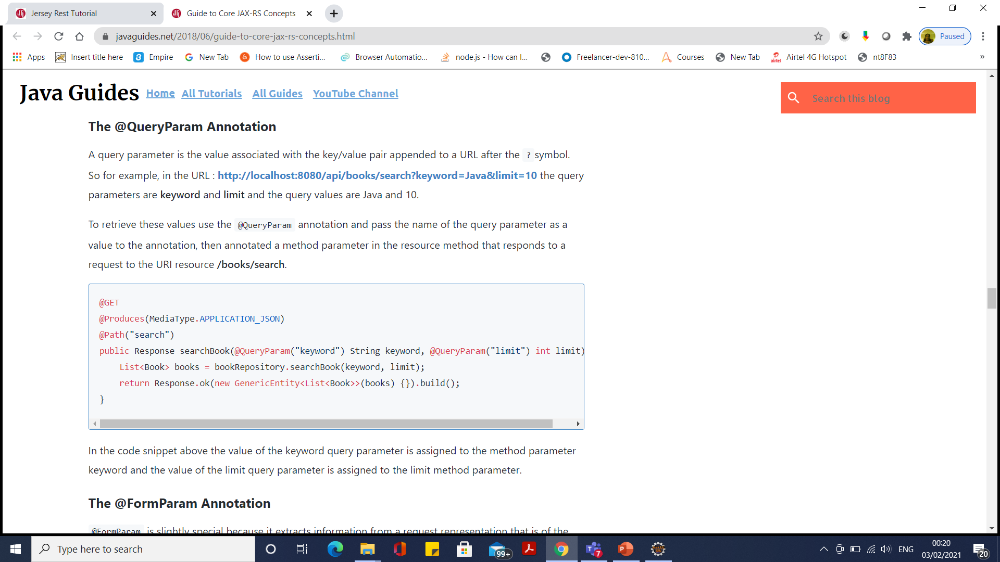 Jersey Rest Tutorial
Guide to Core JAX-RS Concepts
javaguides.net/2018/06/guide-to-core-jax-rs-concepts.html
Paused
Apps
Insert title here
Empire
New Tab
How to use Asserti...
Browser Automatio...
node.js - How can I...
Freelancer-dev-810...
Courses
New Tab
airtel
Airtel 4G Hotspot
nt8F83
»
Java Guides
Home
All Tutorials
All Guides
YouTube Channel
Search this blog
The @QueryParam Annotation
A query parameter is the value associated with the key/value pair appended to a URL after the ? symbol.
So for example, in the URL : http://localhost:8080/api/books/search?keyword=Java&limit=10 the query
parameters are keyword and limit and the query values are Java and 10.
To retrieve these values use the @QueryParam annotation and pass the name of the query parameter as a
value to the annotation, then annotated a method parameter in the resource method that responds to a
request to the URI resource /books/search.
@GET
@Produces(MediaType.APPLICATION_JSON)
@Path("search")
public Response searchBook(@QueryParam("keyword") String keyword, @QueryParam("limit") int limit)
List<Book> books = bookRepository.searchBook(keyword, limit);
return Response.ok(new GenericEntity<List<Book>>(books) {}).build();
}
In the code snippet above the value of the keyword query parameter is assigned to the method parameter
keyword and the value of the limit query parameter is assigned to the limit method parameter.
The @FormParam Annotation
@FormParam is slightly special because it extracts information from a request representation that is of the
Type here to search
99+
7
ENG
00:20
03/02/2021
20